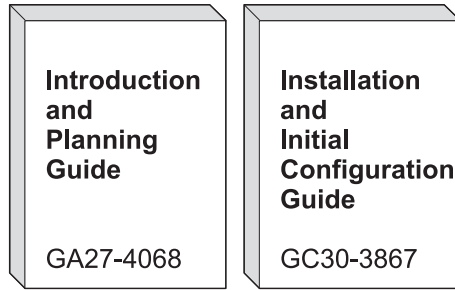 Introduction
and
Planning
Guide
GA27-4068
Installation
and
Initial
Configuration
Guide
GC30-3867